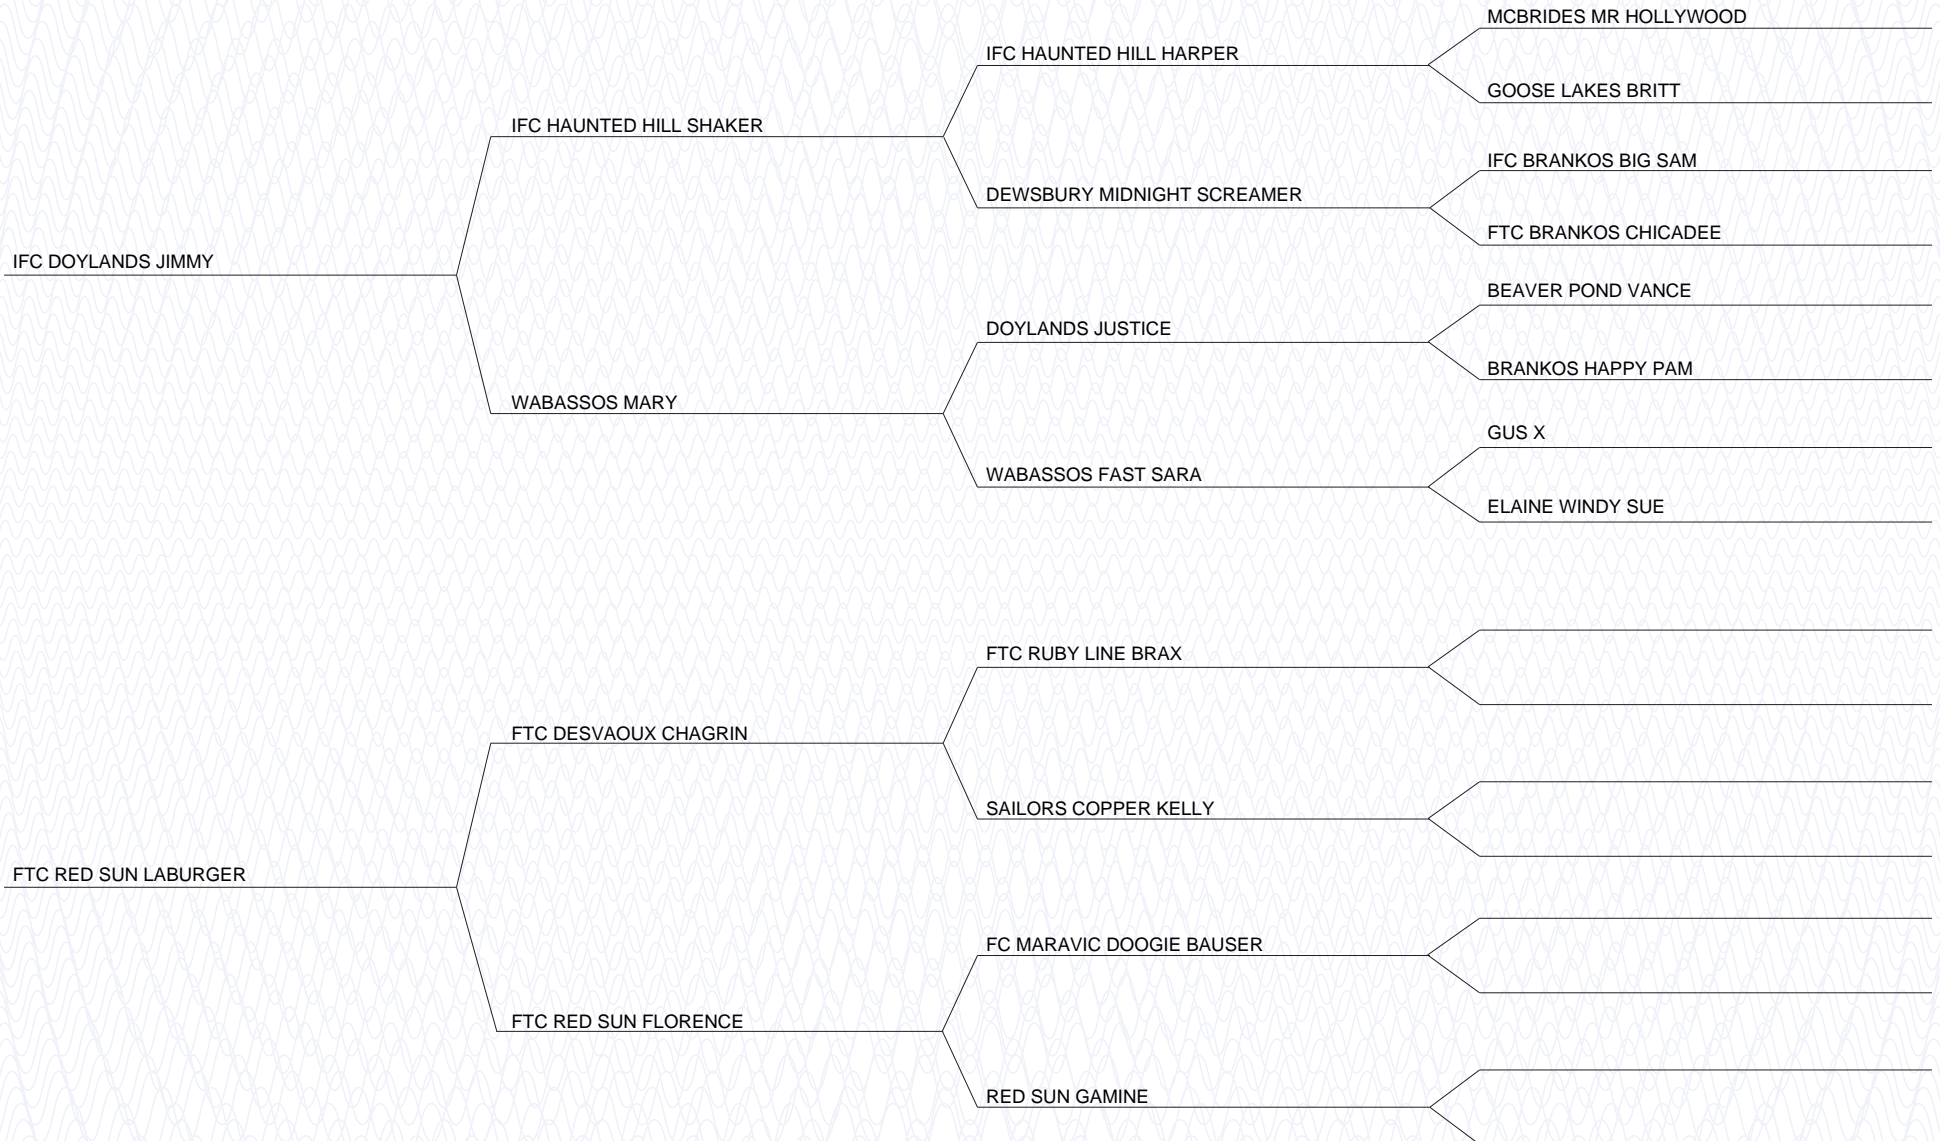 MCBRIDES MR HOLLYWOOD
IFC HAUNTED HILL HARPER
GOOSE LAKES BRITT
IFC HAUNTED HILL SHAKER
IFC BRANKOS BIG SAM
DEWSBURY MIDNIGHT SCREAMER
FTC BRANKOS CHICADEE
IFC DOYLANDS JIMMY
BEAVER POND VANCE
DOYLANDS JUSTICE
BRANKOS HAPPY PAM
WABASSOS MARY
GUS X
WABASSOS FAST SARA
ELAINE WINDY SUE
FTC RUBY LINE BRAX
FTC DESVAOUX CHAGRIN
SAILORS COPPER KELLY
FTC RED SUN LABURGER
FC MARAVIC DOOGIE BAUSER
FTC RED SUN FLORENCE
RED SUN GAMINE